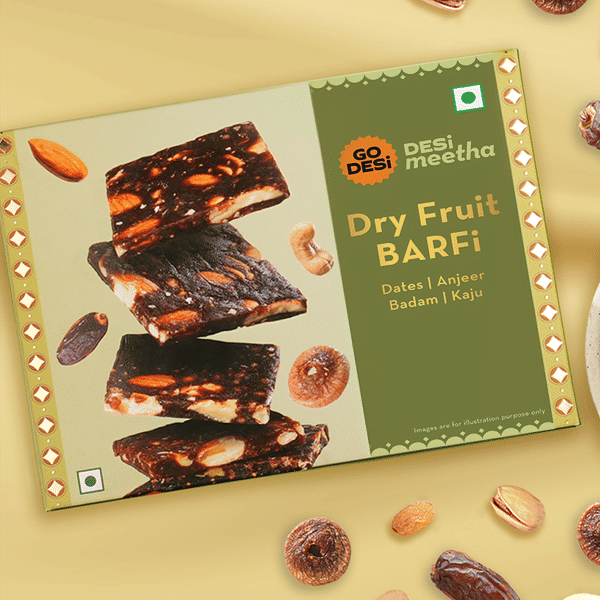 GO
DESi
DESi
meetha
Dry Fruit
BARFi
Dates | Anjeer
Badam | Kaju
Images are for illustration purpose only